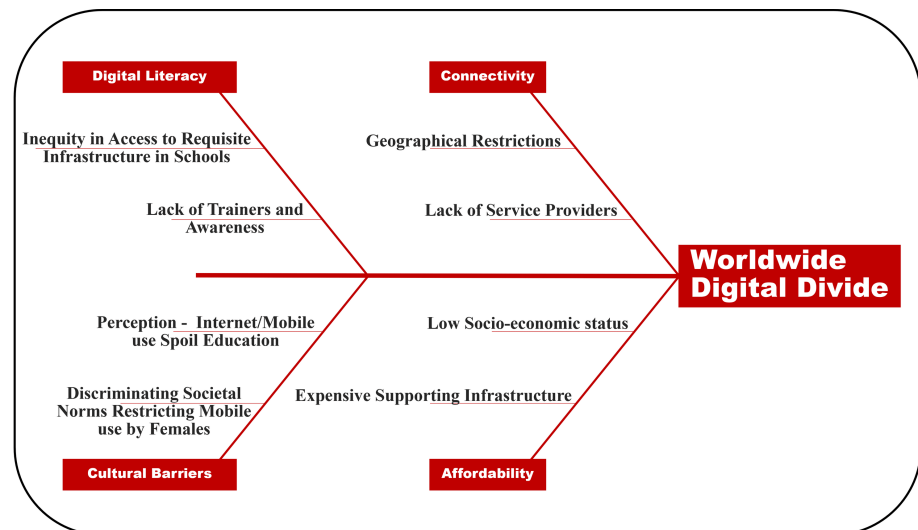 Digital Literacy
Connectivity
Inequity in Access to Requisite
Infrastructure in Schools
Geographical Restrictions
Lack of Trainers and
Awareness
Lack of Service Providers
Worldwide
Digital Divide
Perception -  Internet/Mobile
use Spoil Education
Low Socio-economic status
Discriminating Societal
Norms Restricting Mobile
use by Females
Expensive Supporting Infrastructure
Cultural Barriers
Affordability